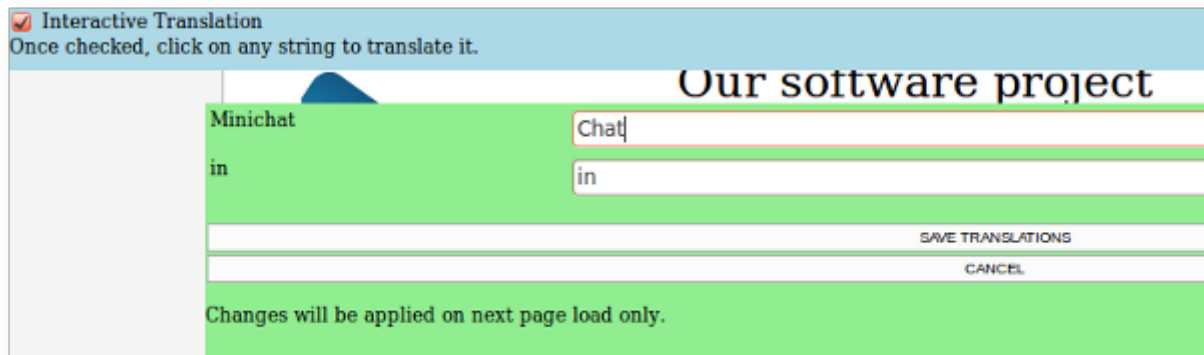 Interactive Translation
Once checked, click on any string to translate it.
Our software project
Minichat
Chat
in
in
SAVE TRANSLATIONS
CANCEL
Changes will be applied on next page load only.